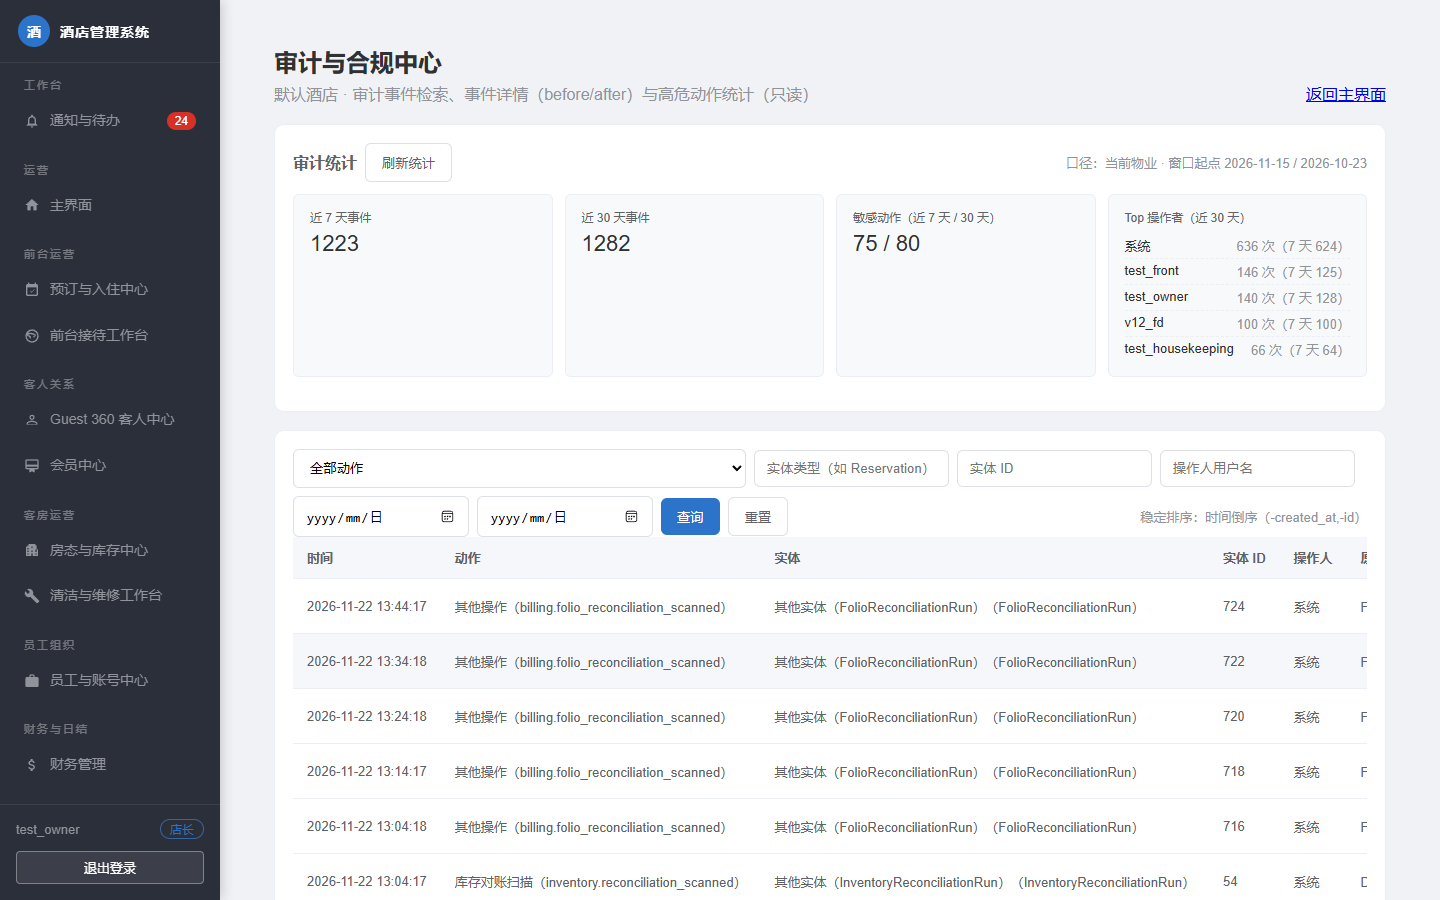 酒 酒店管理系统
工作台
通知与待办 24
运营
主界面
前台运营
预订与入住中心
前台接待工作台
客人关系
Guest 360 客人中心
会员中心
客房运营
房态与库存中心
清洁与维修工作台
员工组织
员工与账号中心
财务与日结
财务管理
test_owner 店长
退出登录
审计与合规中心
默认酒店 · 审计事件检索、事件详情（before/after）与高危动作统计（只读）
返回主界面
审计统计 刷新统计 口径：当前物业 · 窗口起点 2026-11-15 / 2026-10-23
近 7 天事件
1223
近 30 天事件
1282
敏感动作（近 7 天 / 30 天）
75 / 80
Top 操作者（近 30 天）
系统 636 次（7 天 624）
test_front 146 次（7 天 125）
test_owner 140 次（7 天 128）
v12_fd 100 次（7 天 100）
test_housekeeping 66 次（7 天 64）
全部动作 实体类型（如 Reservation） 实体 ID 操作人用户名
yyyy/mm/日 yyyy/mm/日 查询 重置 稳定排序：时间倒序（-created_at,-id）
时间 动作 实体 实体 ID 操作人
2026-11-22 13:44:17 其他操作（billing.folio_reconciliation_scanned） 其他实体（FolioReconciliationRun）（FolioReconciliationRun） 724 系统 F
2026-11-22 13:34:18 其他操作（billing.folio_reconciliation_scanned） 其他实体（FolioReconciliationRun）（FolioReconciliationRun） 722 系统 F
2026-11-22 13:24:18 其他操作（billing.folio_reconciliation_scanned） 其他实体（FolioReconciliationRun）（FolioReconciliationRun） 720 系统 F
2026-11-22 13:14:17 其他操作（billing.folio_reconciliation_scanned） 其他实体（FolioReconciliationRun）（FolioReconciliationRun） 718 系统 F
2026-11-22 13:04:18 其他操作（billing.folio_reconciliation_scanned） 其他实体（FolioReconciliationRun）（FolioReconciliationRun） 716 系统 F
2026-11-22 13:04:17 库存对账扫描（inventory.reconciliation_scanned） 其他实体（InventoryReconciliationRun）（InventoryReconciliationRun） 54 系统 D